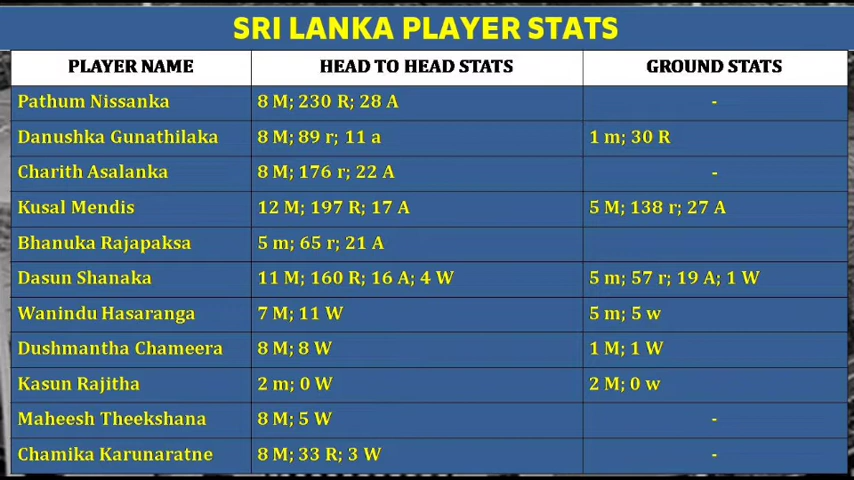 SRI LANKA PLAYER STATS
PLAYER NAME HEAD TO HEAD STATS GROUND STATS
Pathum Nissanka 8 M; 230 R; 28 A -
Danushka Gunathilaka 8 M; 89 r; 11 a 1 m; 30 R
Charith Asalanka 8 M; 176 r; 22 A -
Kusal Mendis 12 M; 197 R; 17 A 5 M; 138 r; 27 A
Bhanuka Rajapaksa 5 m; 65 r; 21 A
Dasun Shanaka 11 M; 160 R; 16 A; 4 W 5 m; 57 r; 19 A; 1 W
Wanindu Hasaranga 7 M; 11 W 5 m; 5 w
Dushmantha Chameera 8 M; 8 W 1 M; 1 W
Kasun Rajitha 2 m; 0 W 2 M; 0 w
Maheesh Theekshana 8 M; 5 W -
Chamika Karunaratne 8 M; 33 R; 3 W -